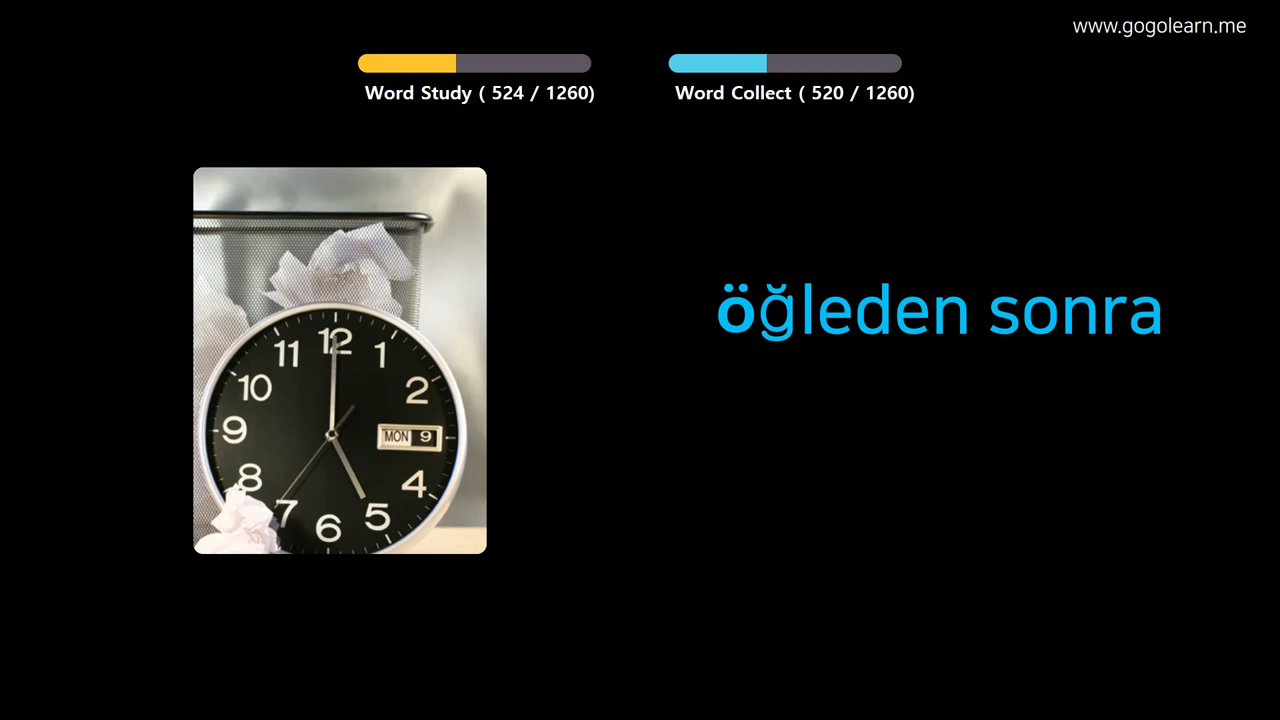 www.gogolearn.me
Word Study ( 524 / 1260)
Word Collect ( 520 / 1260)
öğleden sonra
12
11
1
10
2
9
MON 9
8
4
7
5
6